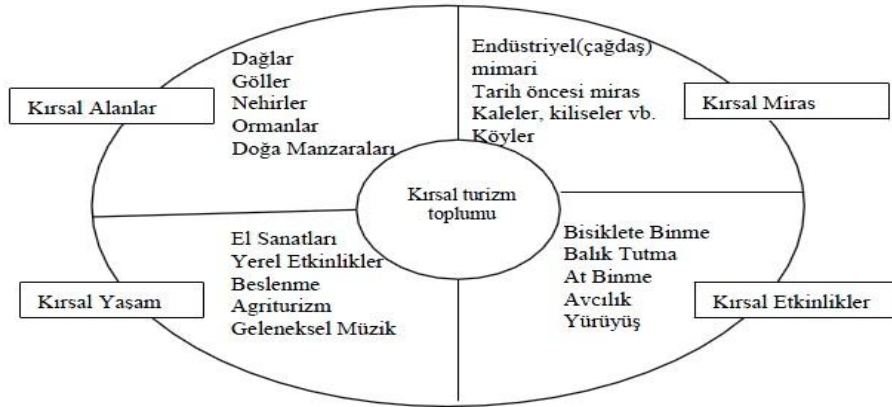 Kırsal Alanlar
Dağlar
Göller
Nehirler
Ormanlar
Doğa Manzaraları
Endüstriyel(çağdaş)
mimari
Tarih öncesi miras
Kaleler, kiliseler vb.
Köyler
Kırsal Miras
Kırsal turizm
toplumu
Kırsal Yaşam
El Sanatları
Yerel Etkinlikler
Beslenme
Agriturizm
Geleneksel Müzik
Bisiklete Binme
Balık Tutma
At Binme
Avcılık
Yürüyüş
Kırsal Etkinlikler